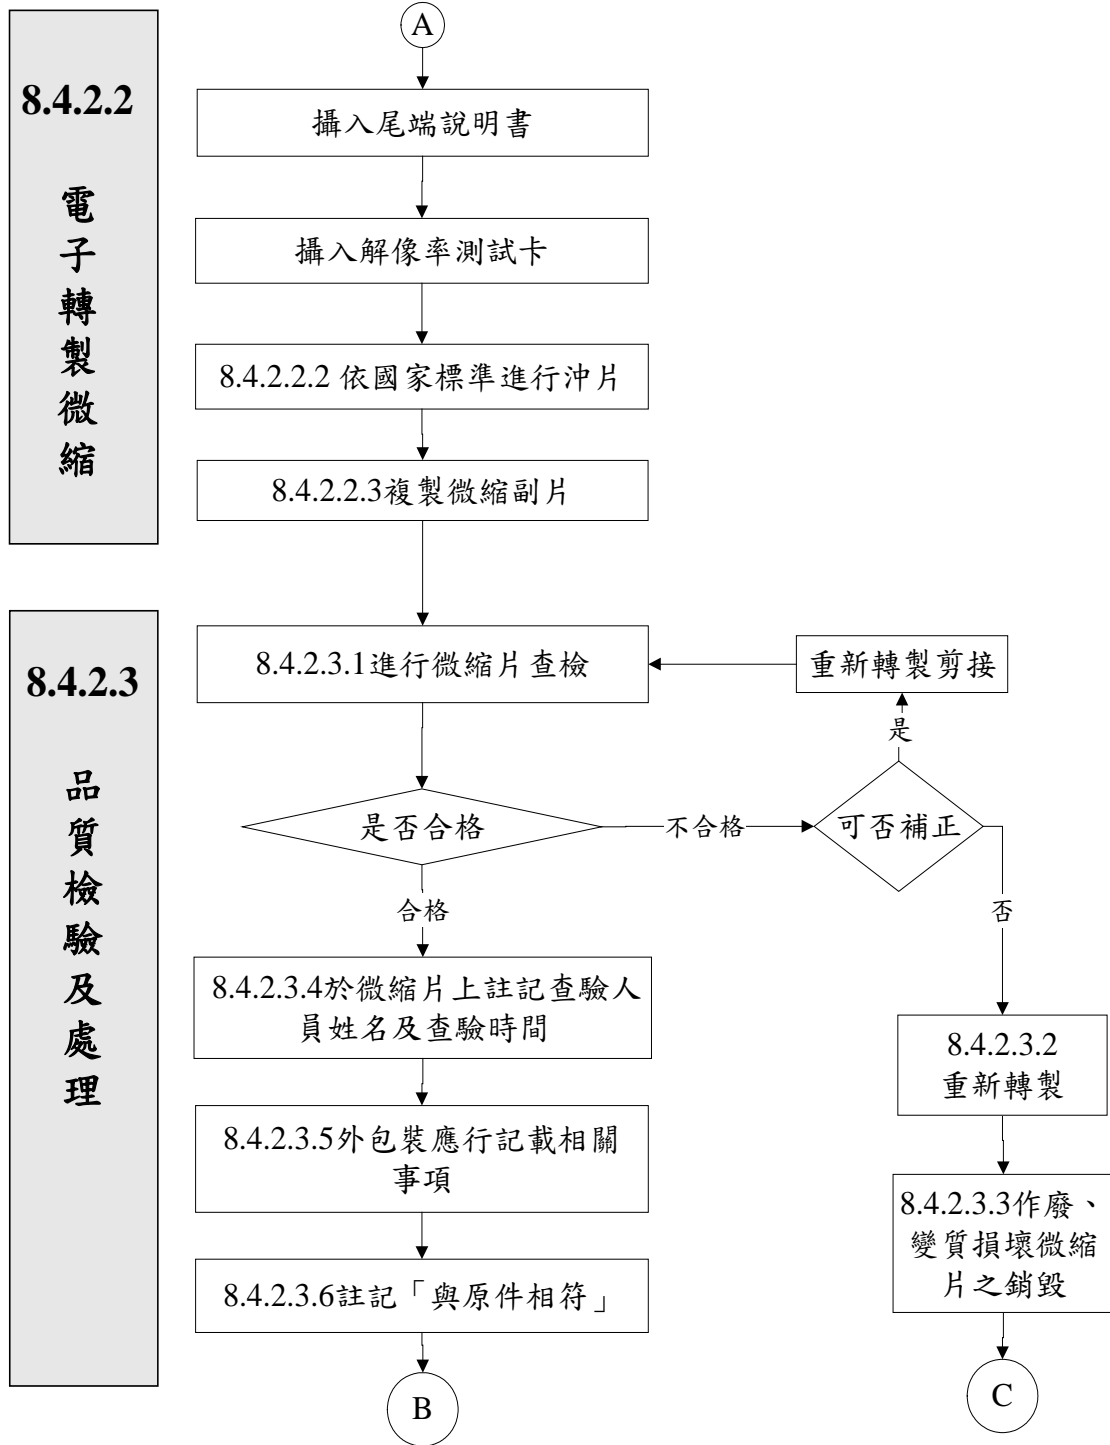 A
8.4.2.2
電子轉製微縮
攝入尾端說明書
攝入解像率測試卡
8.4.2.2.2 依國家標準進行沖片
8.4.2.2.3複製微縮副片
8.4.2.3
品質檢驗及處理
8.4.2.3.1進行微縮片查檢
重新轉製剪接
是
是否合格
不合格
可否補正
合格
否
8.4.2.3.4於微縮片上註記查驗人
員姓名及查驗時間
8.4.2.3.2
重新轉製
8.4.2.3.5外包裝應行記載相關
事項
8.4.2.3.3作廢、
變質損壞微縮
片之銷毀
8.4.2.3.6註記「與原件相符」
B
C